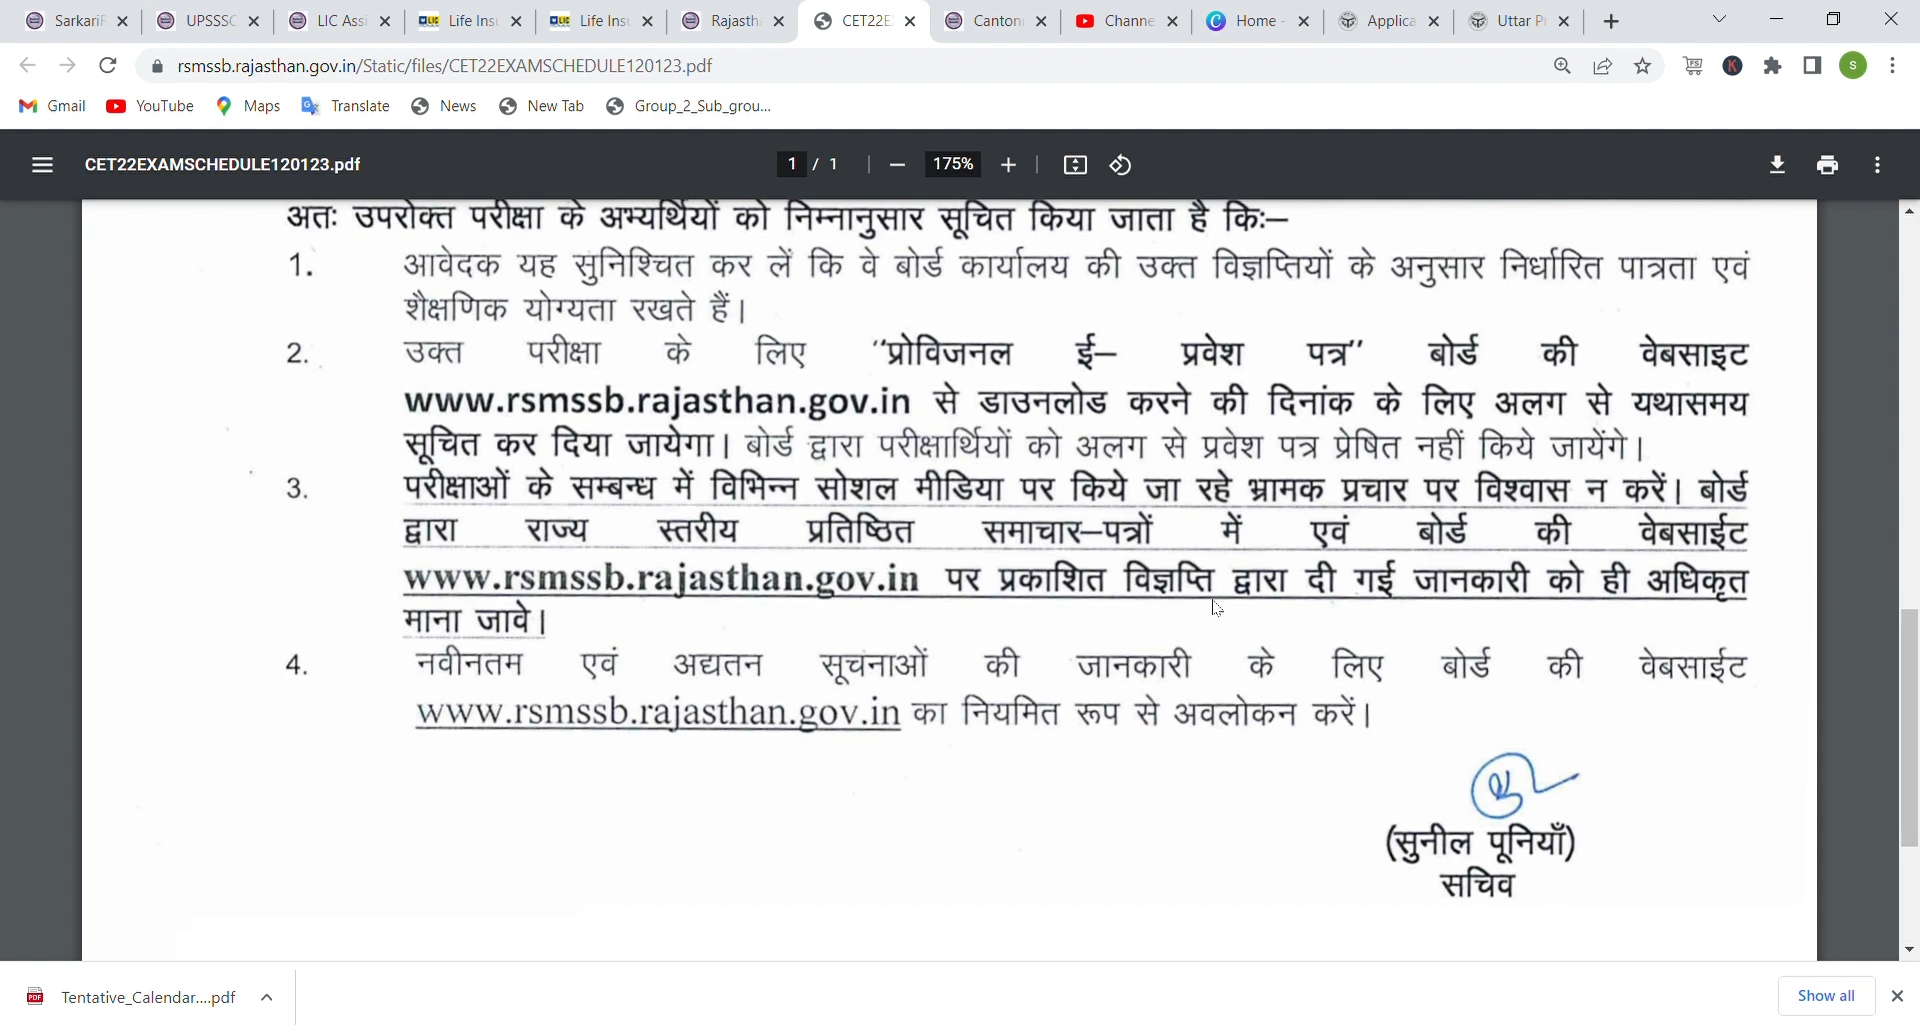 SarkariR
UPSSSC
LIC Assi
Life Insu
Life Insu
Rajasth
CET22E
Canton
Channe
Home -
Applica
Uttar Pr
rsmssb.rajasthan.gov.in/Static/files/CET22EXAMSCHEDULE120123.pdf
S
Gmail YouTube Maps Translate News New Tab Group_2_Sub_grou...
CET22EXAMSCHEDULE120123.pdf 1 / 1 175%
अतः उपरोक्त परीक्षा के अभ्यर्थियों को निम्नानुसार सूचित किया जाता है किः–
1. आवेदक यह सुनिश्चित कर लें कि वे बोर्ड कार्यालय की उक्त विज्ञप्तियों के अनुसार निर्धारित पात्रता एवं
शैक्षणिक योग्यता रखते हैं।
2. उक्त परीक्षा के लिए "प्रोविजनल ई– प्रवेश पत्र" बोर्ड की वेबसाइट
www.rsmssb.rajasthan.gov.in से डाउनलोड करने की दिनांक के लिए अलग से यथासमय
सूचित कर दिया जायेगा। बोर्ड द्वारा परीक्षार्थियों को अलग से प्रवेश पत्र प्रेषित नहीं किये जायेंगे।
3. परीक्षाओं के सम्बन्ध में विभिन्न सोशल मीडिया पर किये जा रहे भ्रामक प्रचार पर विश्वास न करें। बोर्ड
द्वारा राज्य स्तरीय प्रतिष्ठित समाचार–पत्रों में एवं बोर्ड की वेबसाईट
www.rsmssb.rajasthan.gov.in पर प्रकाशित विज्ञप्ति द्वारा दी गई जानकारी को ही अधिकृत
माना जावे।
4. नवीनतम एवं अद्यतन सूचनाओं की जानकारी के लिए बोर्ड की वेबसाईट
www.rsmssb.rajasthan.gov.in का नियमित रूप से अवलोकन करें।
(सुनील पूनियाँ)
सचिव
Tentative_Calendar....pdf
Show all